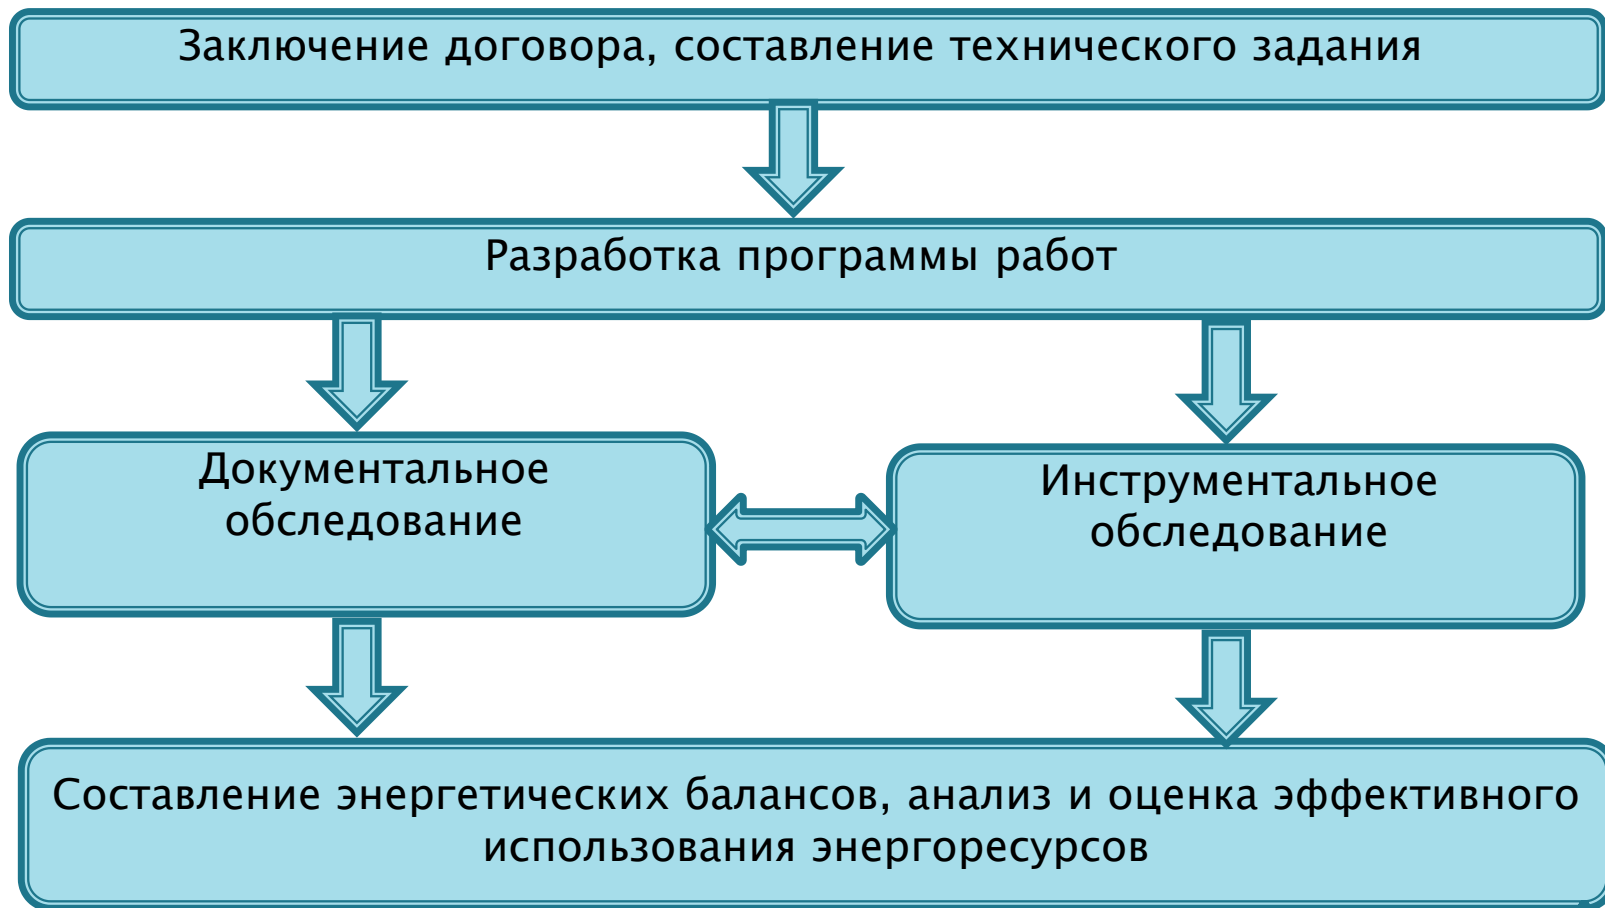 Заключение договора, составление технического задания
Разработка программы работ
Документальное
обследование
Инструментальное
обследование
Составление энергетических балансов, анализ и оценка эффективного
использования энергоресурсов